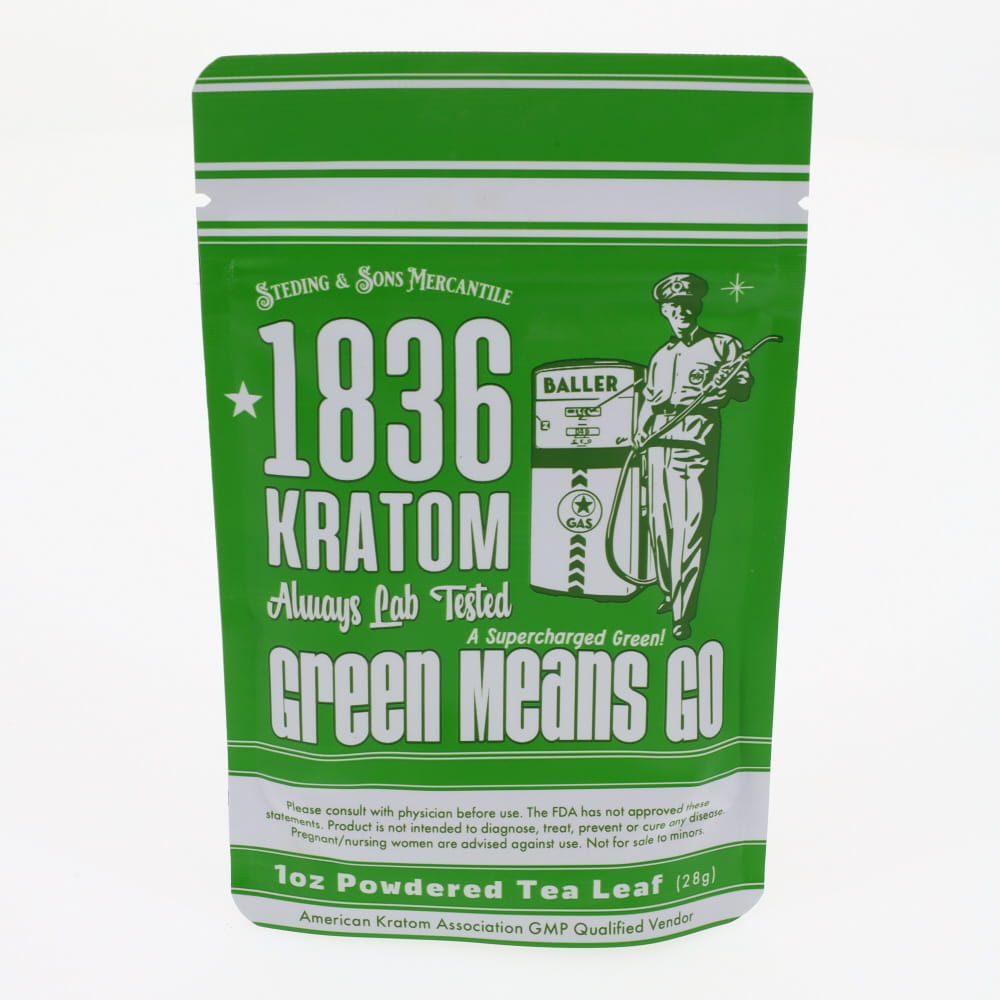 Steding & Sons Mercantile
1836
KRATOM
Always Lab Tested
BALLER
GAS
A Supercharged Green!
Green Means Go
Please consult with physician before use. The FDA has not approved these
statements. Product is not intended to diagnose, treat, prevent or cure any disease.
Pregnant/nursing women are advised against use. Not for sale to minors.
1oz Powdered Tea Leaf (28g)
American Kratom Association GMP Qualified Vendor